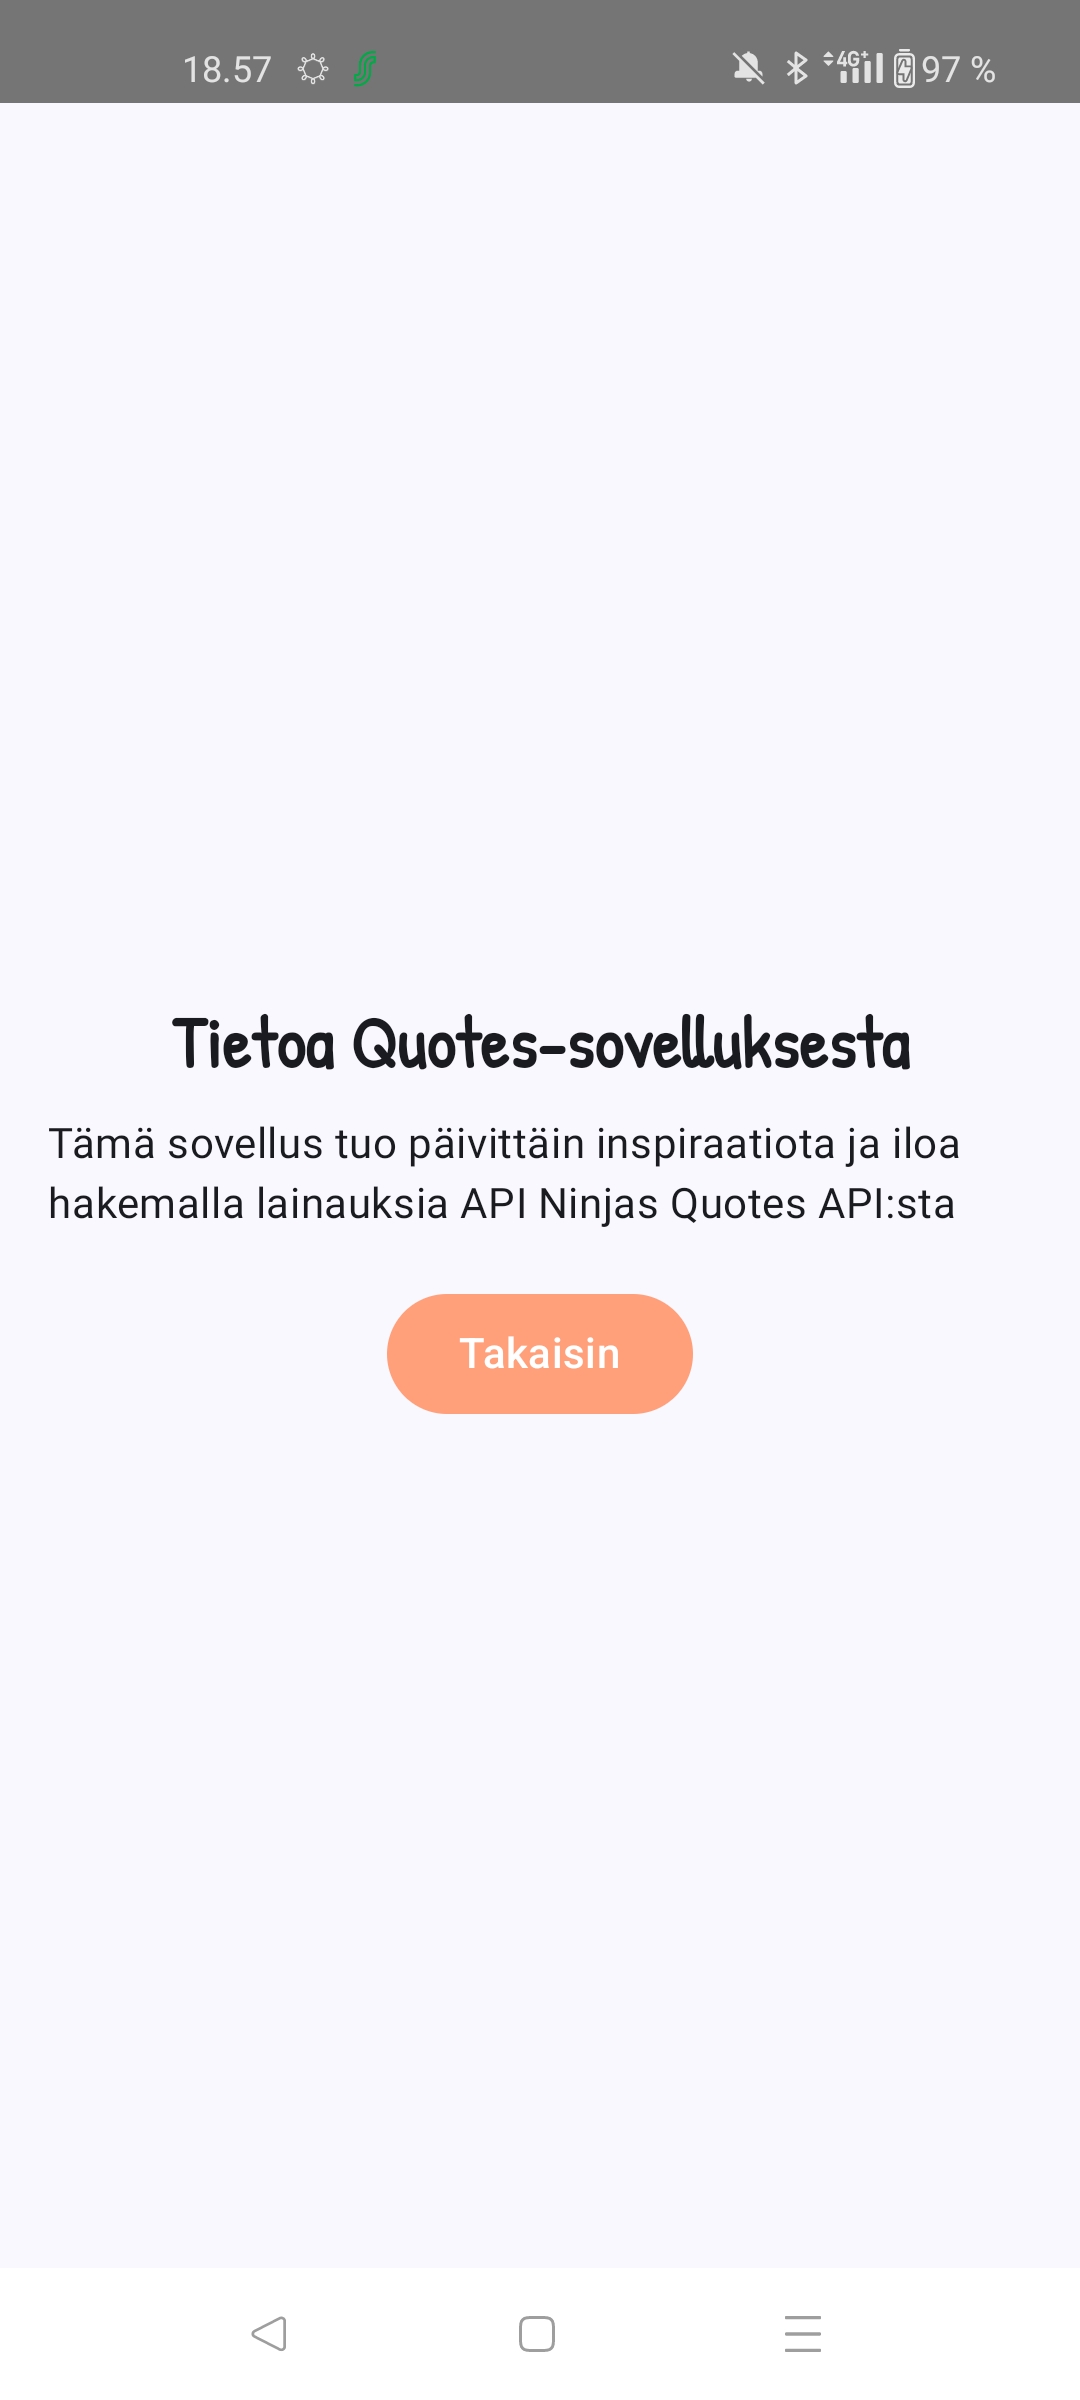 18.57 4G+ 97 %
Tietoa Quotes-sovelluksesta
Tämä sovellus tuo päivittäin inspiraatiota ja iloa
hakemalla lainauksia API Ninjas Quotes API:sta
Takaisin